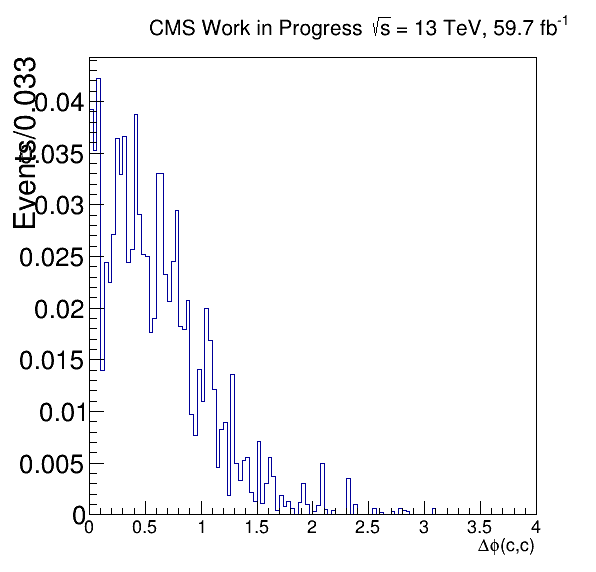 CMS Work in Progress √s = 13 TeV, 59.7 fb⁻¹
Events/0.033
0.04
0.035
0.03
0.025
0.02
0.015
0.01
0.005
0
0 0.5 1 1.5 2 2.5 3 3.5 4
Δϕ(c,c)